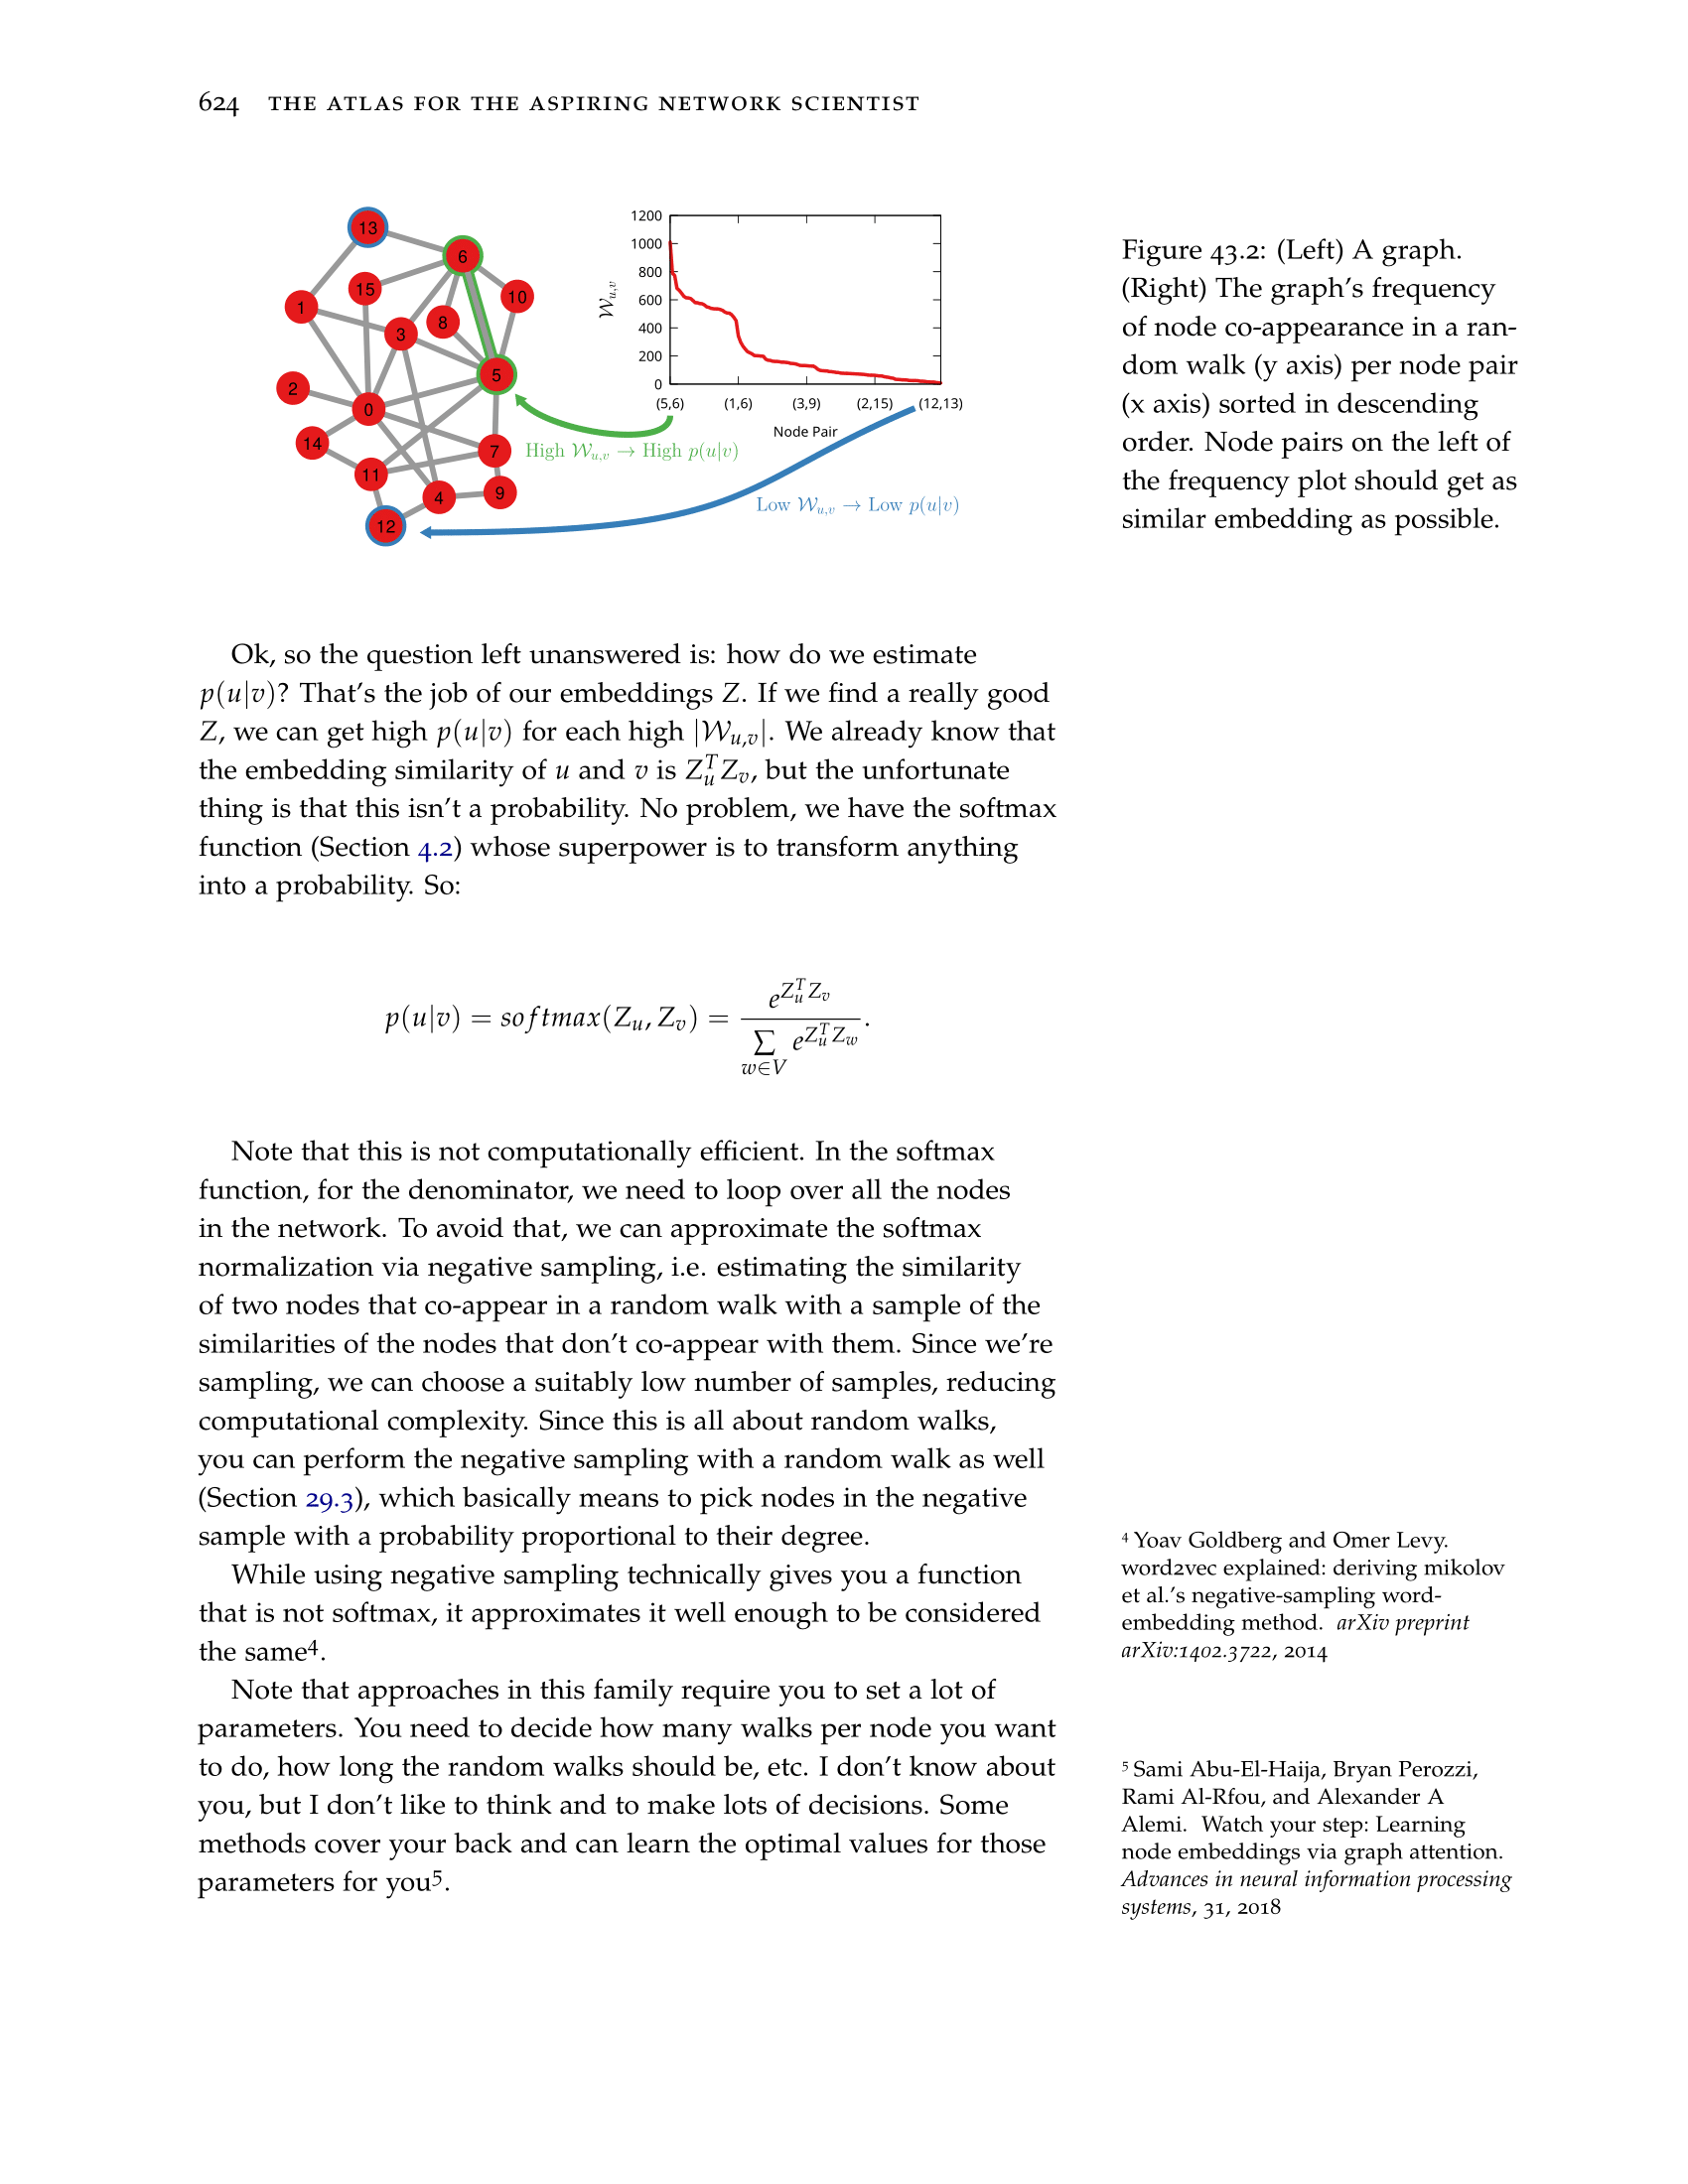 624 THE ATLAS FOR THE ASPIRING NETWORK SCIENTIST
13
6
15
10
1
8
3
5
2
0
14
7
11
4
9
12
1200
1000
800
600
400
200
0
𝒲u,v
(5,6) (1,6) (3,9) (2,15) (12,13)
Node Pair
High 𝒲u,v → High p(u|v)
Low 𝒲u,v → Low p(u|v)
Figure 43.2: (Left) A graph.
(Right) The graph's frequency
of node co-appearance in a ran-
dom walk (y axis) per node pair
(x axis) sorted in descending
order. Node pairs on the left of
the frequency plot should get as
similar embedding as possible.
Ok, so the question left unanswered is: how do we estimate
p(u|v)? That's the job of our embeddings Z. If we find a really good
Z, we can get high p(u|v) for each high |𝒲u,v|. We already know that
the embedding similarity of u and v is Z_u^T Z_v, but the unfortunate
thing is that this isn't a probability. No problem, we have the softmax
function (Section 4.2) whose superpower is to transform anything
into a probability. So:
p(u|v) = softmax(Z_u, Z_v) = e^{Z_u^T Z_v} / ∑_{w∈V} e^{Z_u^T Z_w}.
Note that this is not computationally efficient. In the softmax
function, for the denominator, we need to loop over all the nodes
in the network. To avoid that, we can approximate the softmax
normalization via negative sampling, i.e. estimating the similarity
of two nodes that co-appear in a random walk with a sample of the
similarities of the nodes that don't co-appear with them. Since we're
sampling, we can choose a suitably low number of samples, reducing
computational complexity. Since this is all about random walks,
you can perform the negative sampling with a random walk as well
(Section 29.3), which basically means to pick nodes in the negative
sample with a probability proportional to their degree.
While using negative sampling technically gives you a function
that is not softmax, it approximates it well enough to be considered
the same⁴.
Note that approaches in this family require you to set a lot of
parameters. You need to decide how many walks per node you want
to do, how long the random walks should be, etc. I don't know about
you, but I don't like to think and to make lots of decisions. Some
methods cover your back and can learn the optimal values for those
parameters for you⁵.
⁴ Yoav Goldberg and Omer Levy.
word2vec explained: deriving mikolov
et al.'s negative-sampling word-
embedding method. arXiv preprint
arXiv:1402.3722, 2014
⁵ Sami Abu-El-Haija, Bryan Perozzi,
Rami Al-Rfou, and Alexander A
Alemi. Watch your step: Learning
node embeddings via graph attention.
Advances in neural information processing
systems, 31, 2018